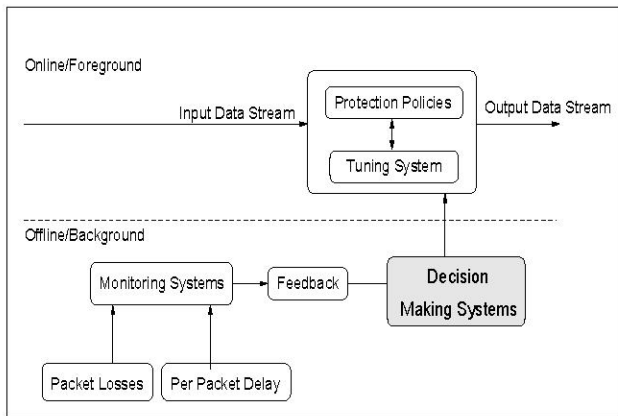 Online/Foreground
Protection Policies
Input Data Stream
Output Data Stream
Tuning System
Offline/Background
Monitoring Systems
Feedback
Decision
Making Systems
Packet Losses
Per Packet Delay